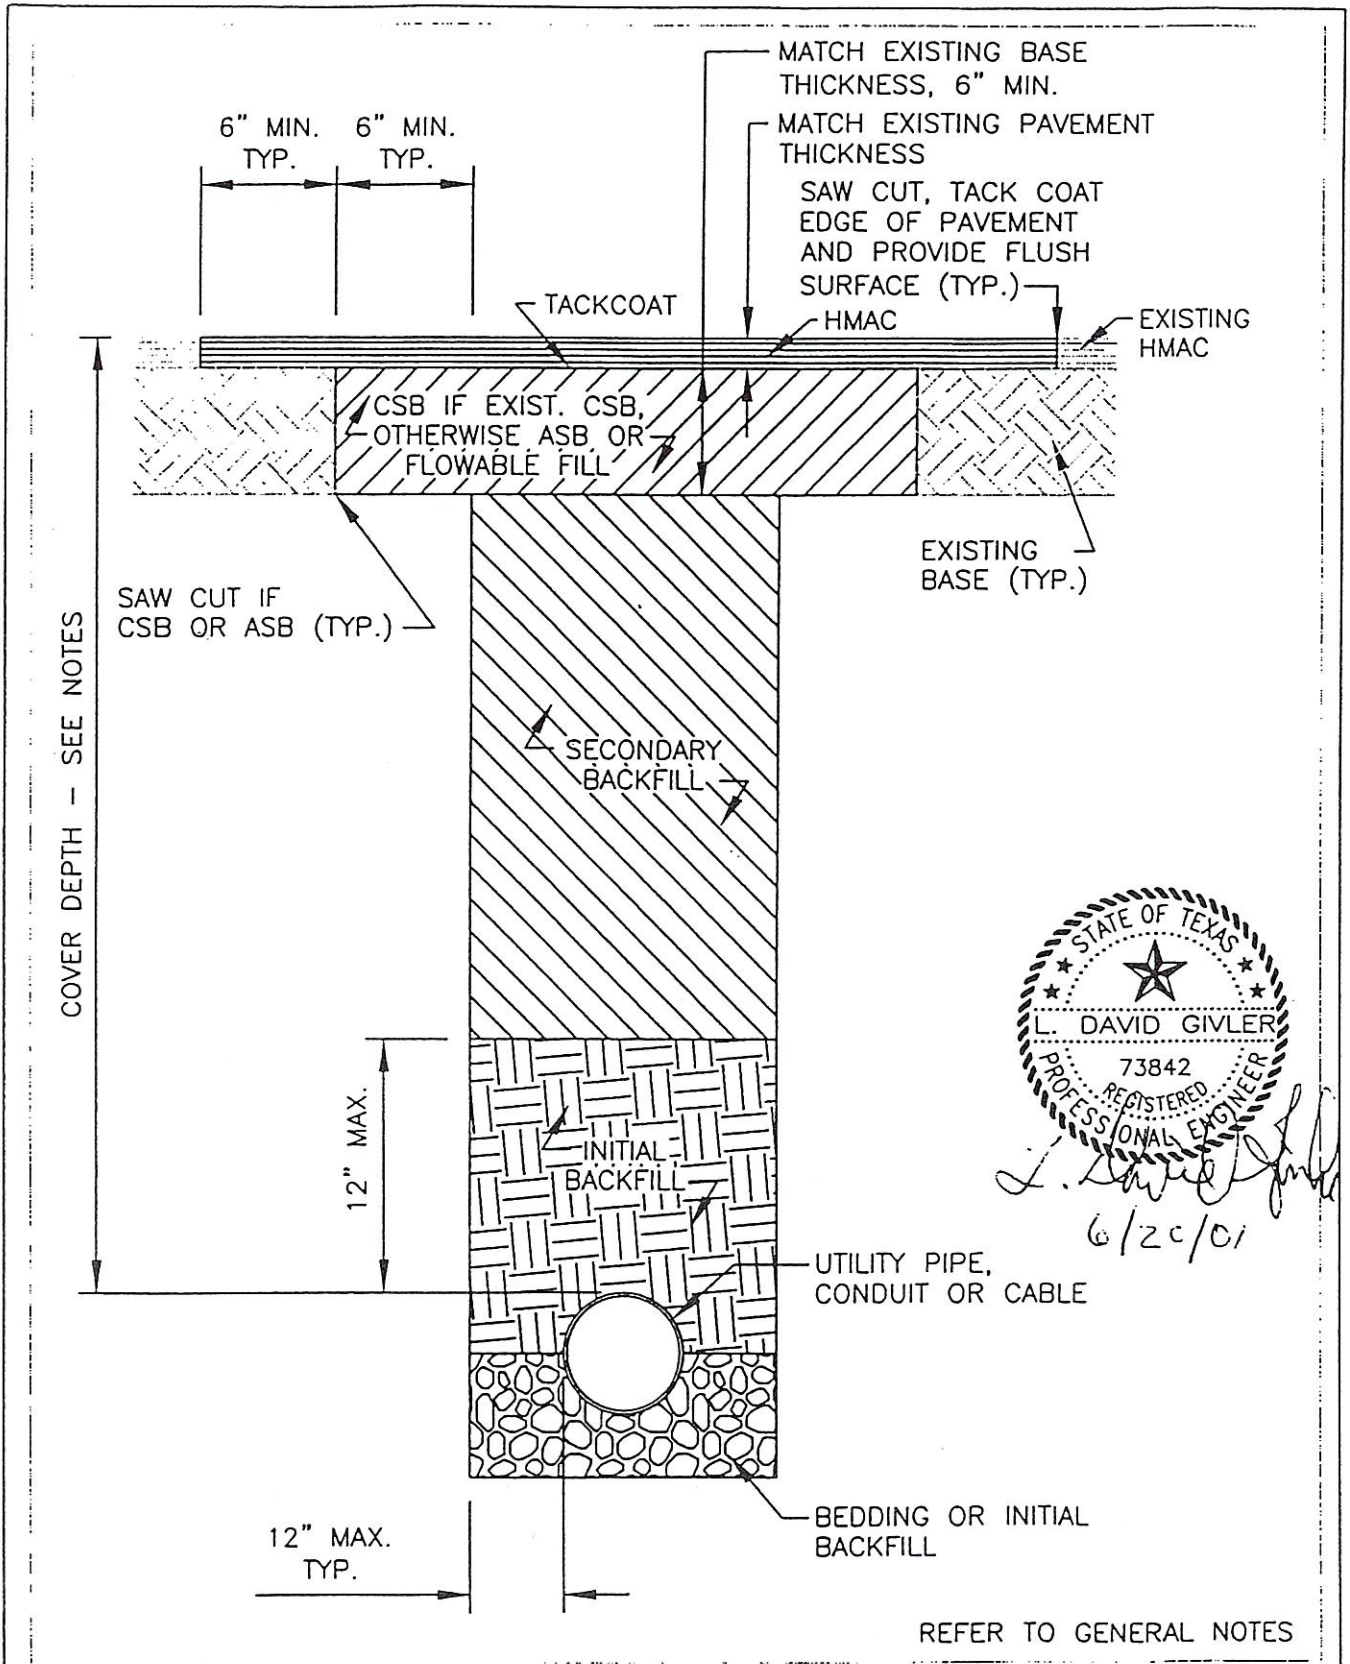 MATCH EXISTING BASE
THICKNESS, 6" MIN.
6" MIN.
TYP.
6" MIN.
TYP.
MATCH EXISTING PAVEMENT
THICKNESS
SAW CUT, TACK COAT
EDGE OF PAVEMENT
AND PROVIDE FLUSH
SURFACE (TYP.)
TACKCOAT
HMAC
EXISTING
HMAC
CSB IF EXIST. CSB,
OTHERWISE ASB OR
FLOWABLE FILL
EXISTING
BASE (TYP.)
SAW CUT IF
CSB OR ASB (TYP.)
COVER DEPTH – SEE NOTES
SECONDARY
BACKFILL
STATE OF TEXAS
L. DAVID GIVLER
73842
REGISTERED
PROFESSIONAL ENGINEER
6/20/01
12" MAX.
INITIAL
BACKFILL
UTILITY PIPE,
CONDUIT OR CABLE
BEDDING OR INITIAL
BACKFILL
12" MAX.
TYP.
REFER TO GENERAL NOTES